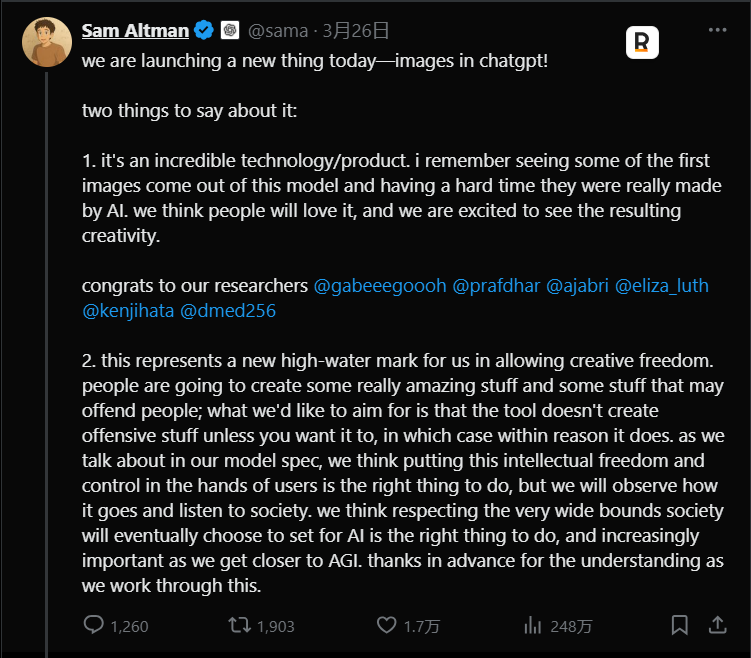 Sam Altman @sama · 3月26日
R
we are launching a new thing today—images in chatgpt!
two things to say about it:
1. it's an incredible technology/product. i remember seeing some of the first
images come out of this model and having a hard time they were really made
by AI. we think people will love it, and we are excited to see the resulting
creativity.
congrats to our researchers @gabeeegoooh @prafdhar @ajabri @eliza_luth
@kenjihata @dmed256
2. this represents a new high-water mark for us in allowing creative freedom.
people are going to create some really amazing stuff and some stuff that may
offend people; what we'd like to aim for is that the tool doesn't create
offensive stuff unless you want it to, in which case within reason it does. as we
talk about in our model spec, we think putting this intellectual freedom and
control in the hands of users is the right thing to do, but we will observe how
it goes and listen to society. we think respecting the very wide bounds society
will eventually choose to set for AI is the right thing to do, and increasingly
important as we get closer to AGI. thanks in advance for the understanding as
we work through this.
1,260 1,903 1.7万 248万